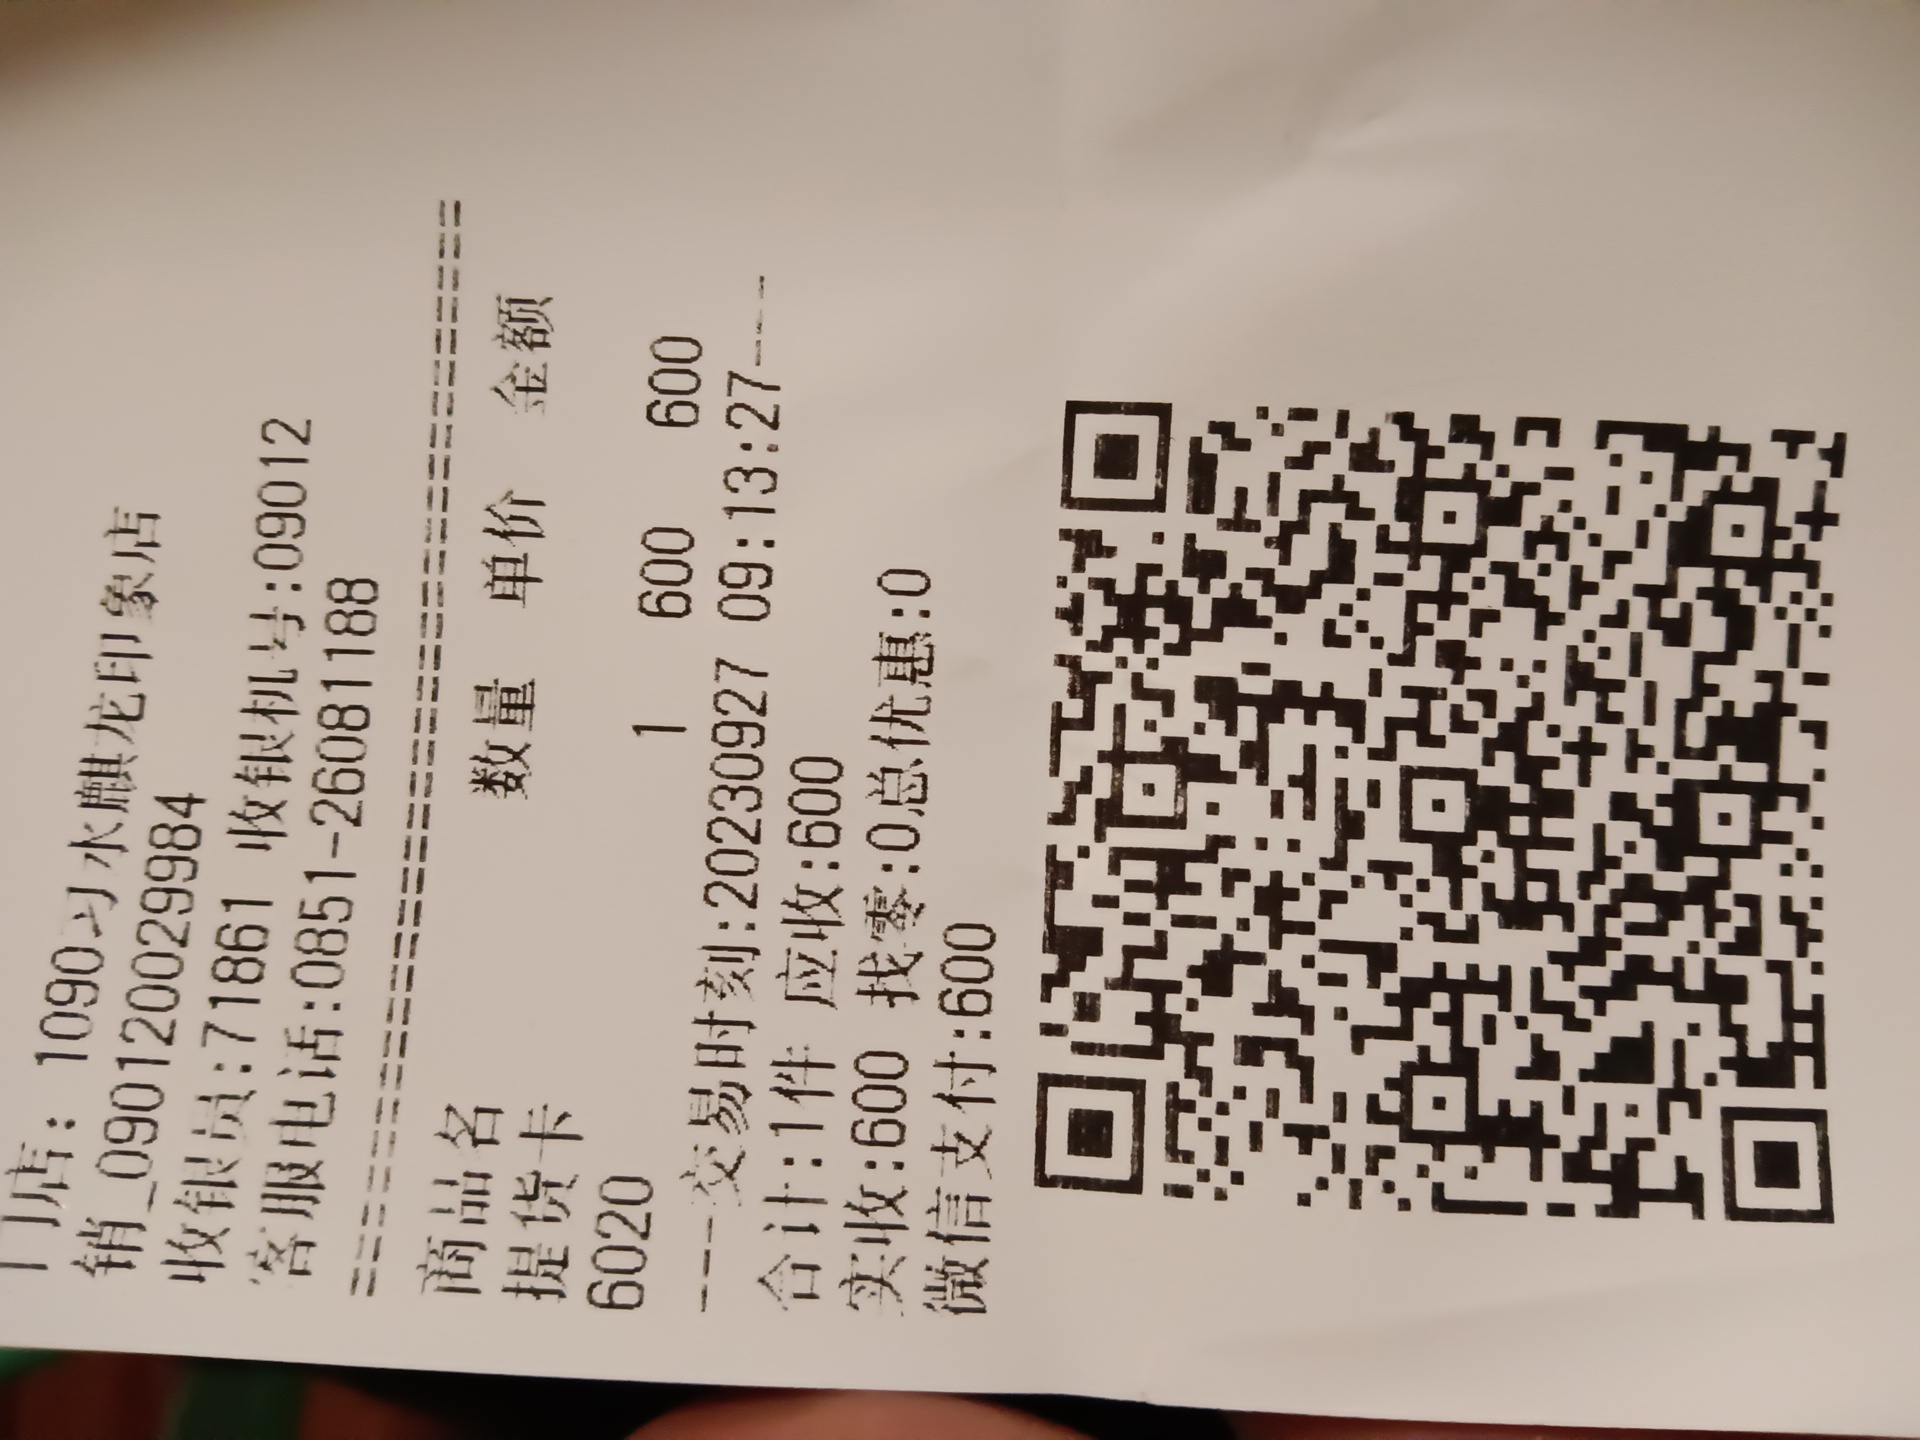 门店: 1090习水麒龙印象店
销_090120029984
收银员:71861 收银机号:09012
客服电话:0851-26081188
商品名 数量 单价 金额
提货卡
6020 1 600 600
---交易时刻:20230927 09:13:27----
合计:1件 应收:600
实收:600 找零:0总优惠:0
微信支付:600